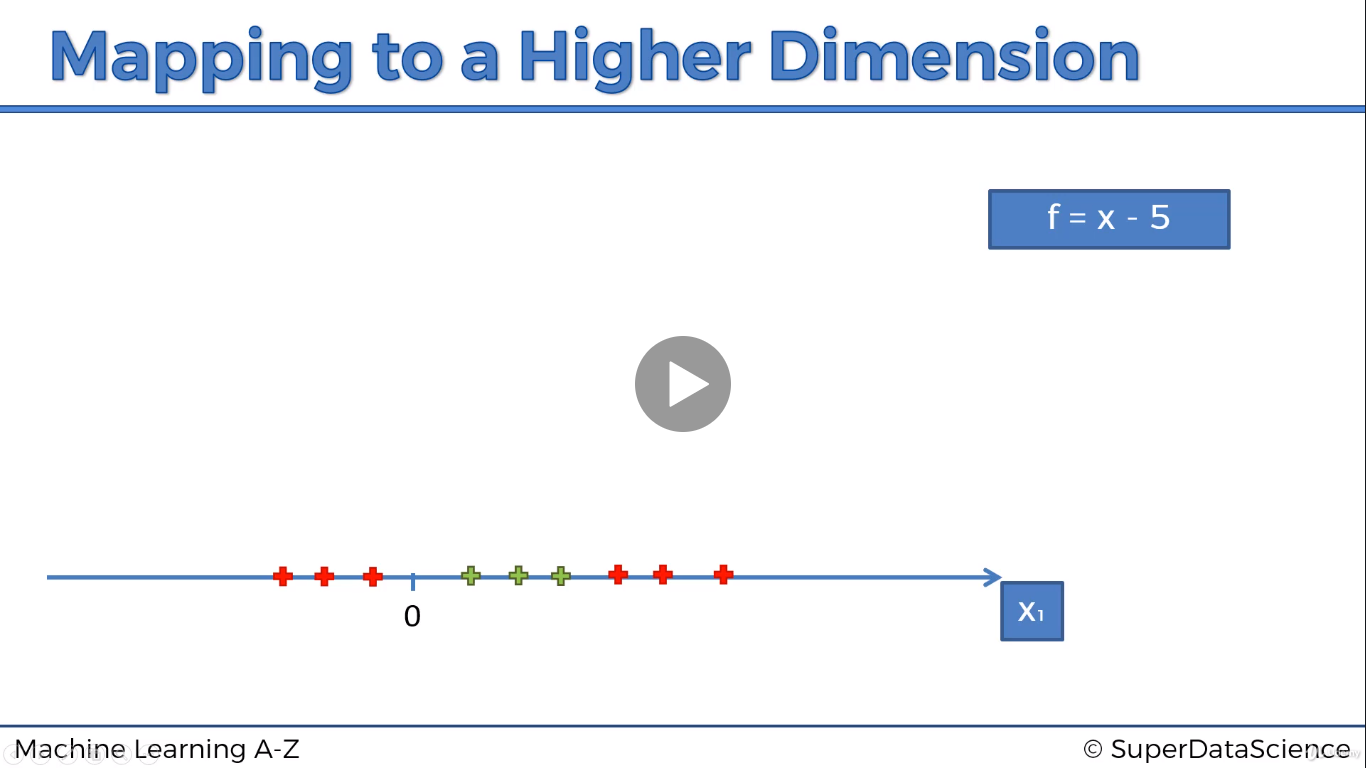 Mapping to a Higher Dimension
f = x - 5
0
x₁
Machine Learning A-Z
© SuperDataScience